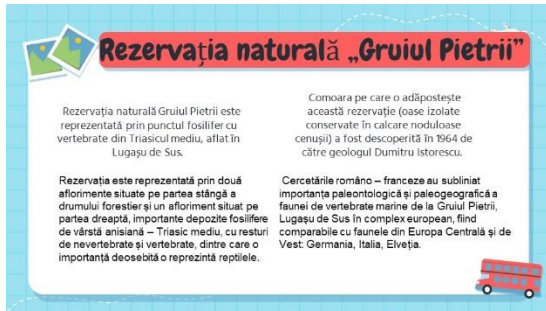 Rezervația naturală „Gruiul Pietrii”
Rezervația naturală Gruiul Pietrii este
reprezentată prin punctul fosilifer cu
vertebrate din Triasicul mediu, aflat în
Lugașu de Sus.
Rezervația este reprezentată prin două
aflorimente situate pe partea stângă a
drumului forestier și un afloriment situat pe
partea dreaptă, importante depozite fosilifere
de vârstă anisiană – Triasic mediu, cu resturi
de nevertebrate și vertebrate, dintre care o
importanță deosebită o reprezintă reptilele.
Comoara pe care o adăpostește
această rezervație (oase izolate
conservate în calcare noduloase
cenușii) a fost descoperită în 1964 de
către geologul Dumitru Istorescu.
Cercetările româno – franceze au subliniat
importanța paleontologică și paleogeografică a
faunei de vertebrate marine de la Gruiul Pietrii,
Lugașu de Sus în complex european, fiind
comparabile cu faunele din Europa Centrală și de
Vest: Germania, Italia, Elveția.